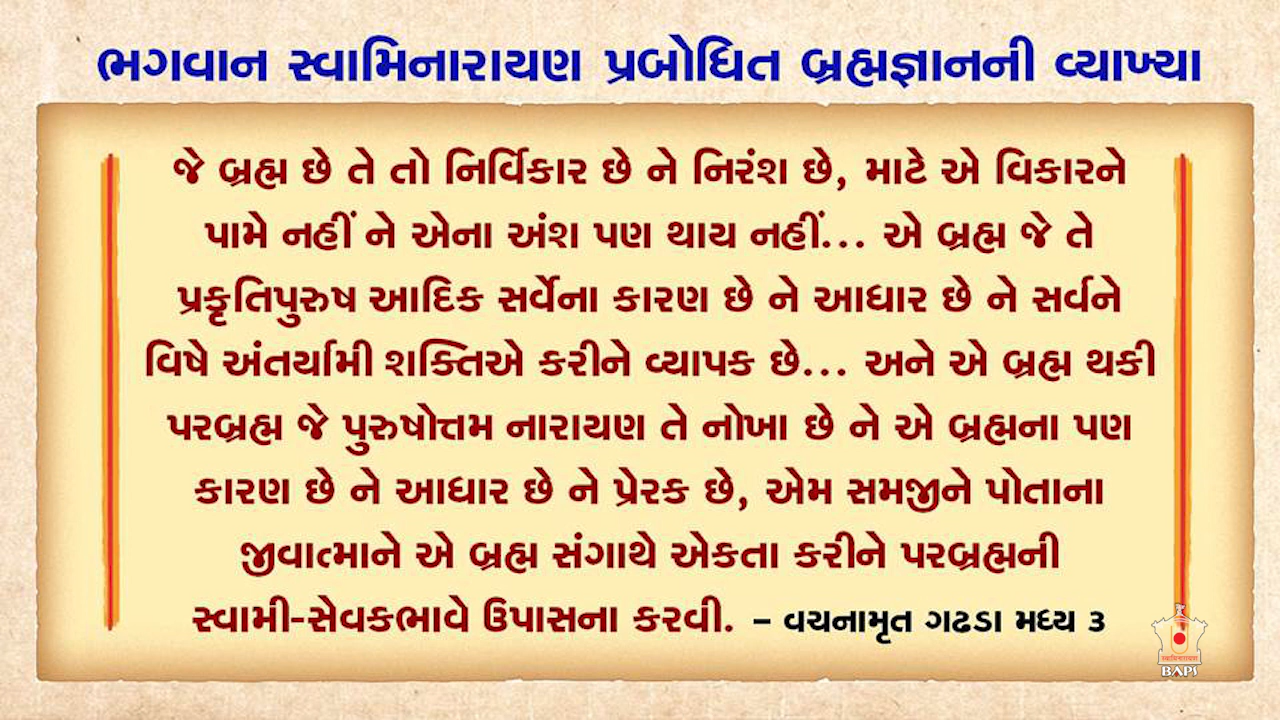 ભગવાન સ્વામિનારાયણ પ્રબોધિત બ્રહ્મજ્ઞાનની વ્યાખ્યા
જે બ્રહ્મ છે તે તો નિર્વિકાર છે ને નિરંશ છે, માટે એ વિકારને
પામે નહીં ને એના અંશ પણ થાય નહીં... એ બ્રહ્મ જે તે
પ્રકૃતિપુરુષ આદિક સર્વેના કારણ છે ને આધાર છે ને સર્વને
વિષે અંતર્યામી શક્તિએ કરીને વ્યાપક છે... અને એ બ્રહ્મ થકી
પરબ્રહ્મ જે પુરુષોત્તમ નારાયણ તે નોખા છે ને એ બ્રહ્મના પણ
કારણ છે ને આધાર છે ને પ્રેરક છે, એમ સમજીને પોતાના
જીવાત્માને એ બ્રહ્મ સંગાથે એકતા કરીને પરબ્રહ્મની
સ્વામી-સેવકભાવે ઉપાસના કરવી. – વચનામૃત ગઢડા મધ્ય ૩
स्वामिनारायण
BAPS